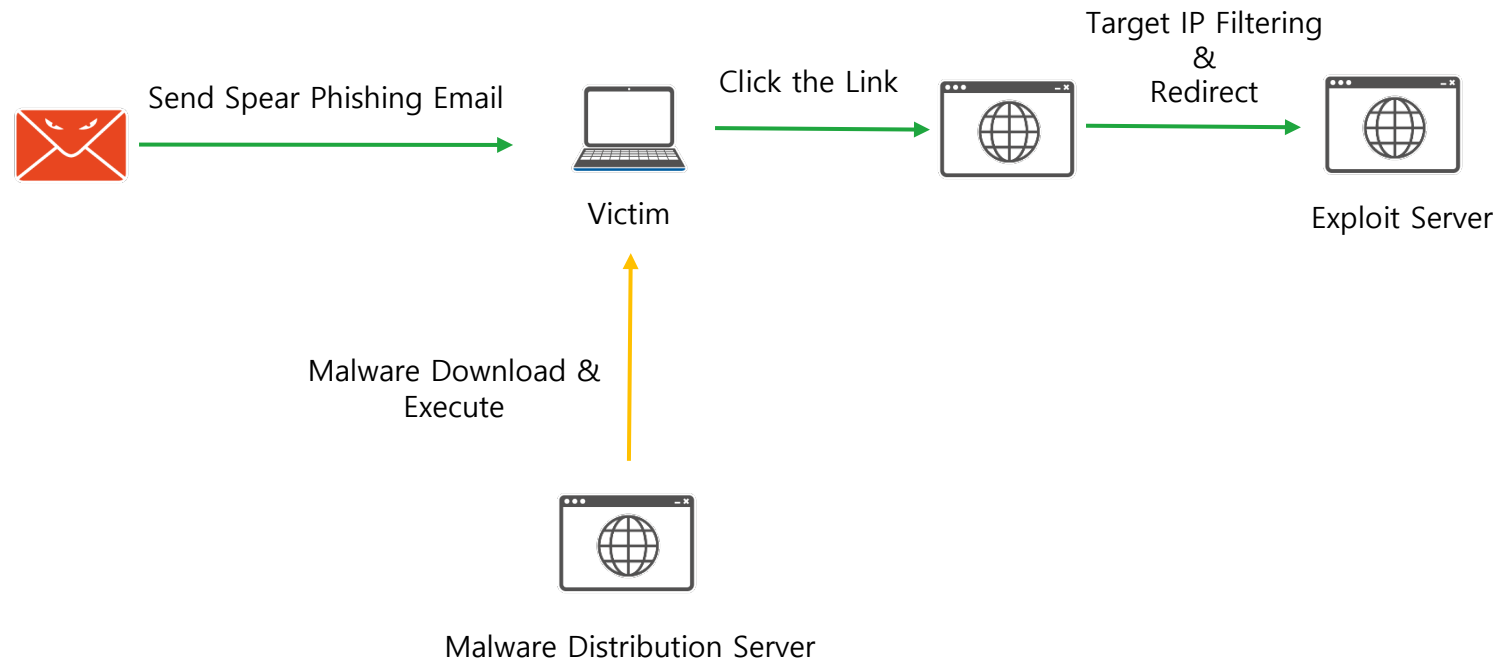 Send Spear Phishing Email
Click the Link
Target IP Filtering
&
Redirect
Victim
Exploit Server
Malware Download &
Execute
Malware Distribution Server